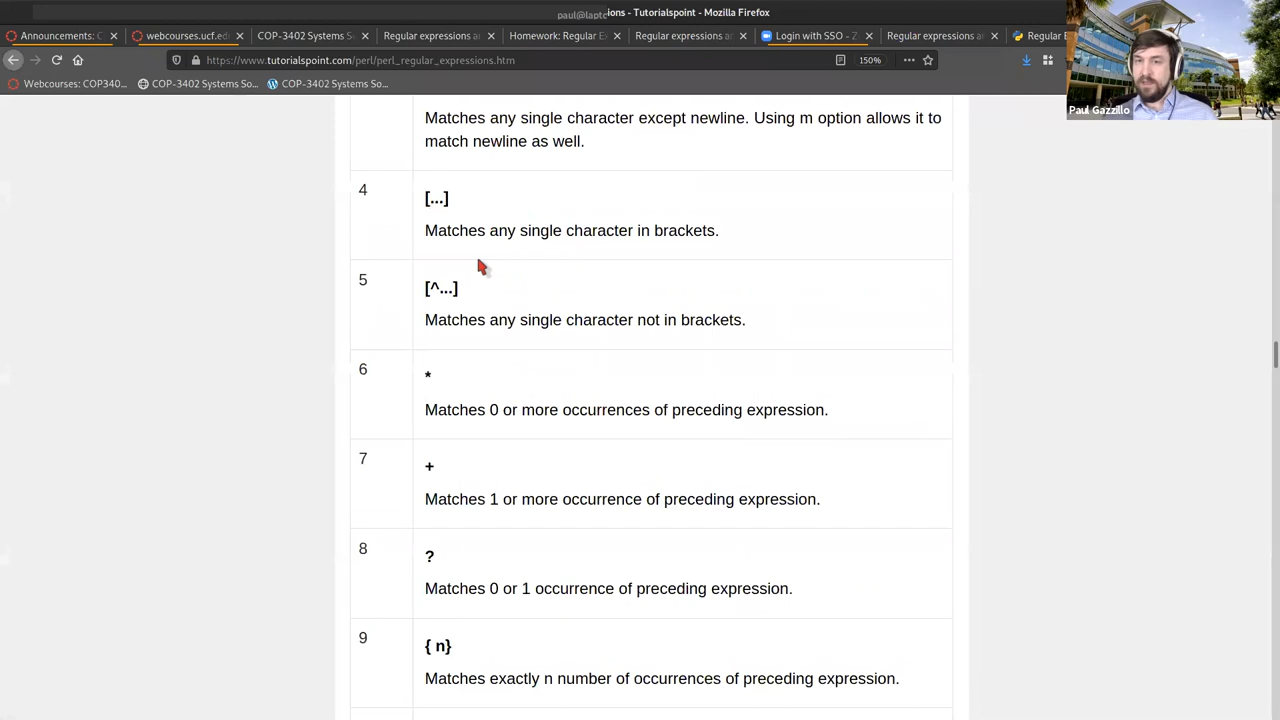 paul@laptc
ions - Tutorialspoint - Mozilla Firefox
Announcements: C
webcourses.uf.edi
COP-3402 Systems S
Regular expressions a
Homework: Regular E
Regular expressions a
Login with SSO - Z
Regular expressions a
Regular E
https://www.tutorialspoint.com/perl/perl_regular_expressions.htm
150%
Webcourses: COP340...
COP-3402 Systems So...
COP-3402 Systems So...
Paul Gazzillo
Matches any single character except newline. Using m option allows it to
match newline as well.
4
[...]
Matches any single character in brackets.
5
[^...]
Matches any single character not in brackets.
6
*
Matches 0 or more occurrences of preceding expression.
7
+
Matches 1 or more occurrence of preceding expression.
8
?
Matches 0 or 1 occurrence of preceding expression.
9
{ n}
Matches exactly n number of occurrences of preceding expression.